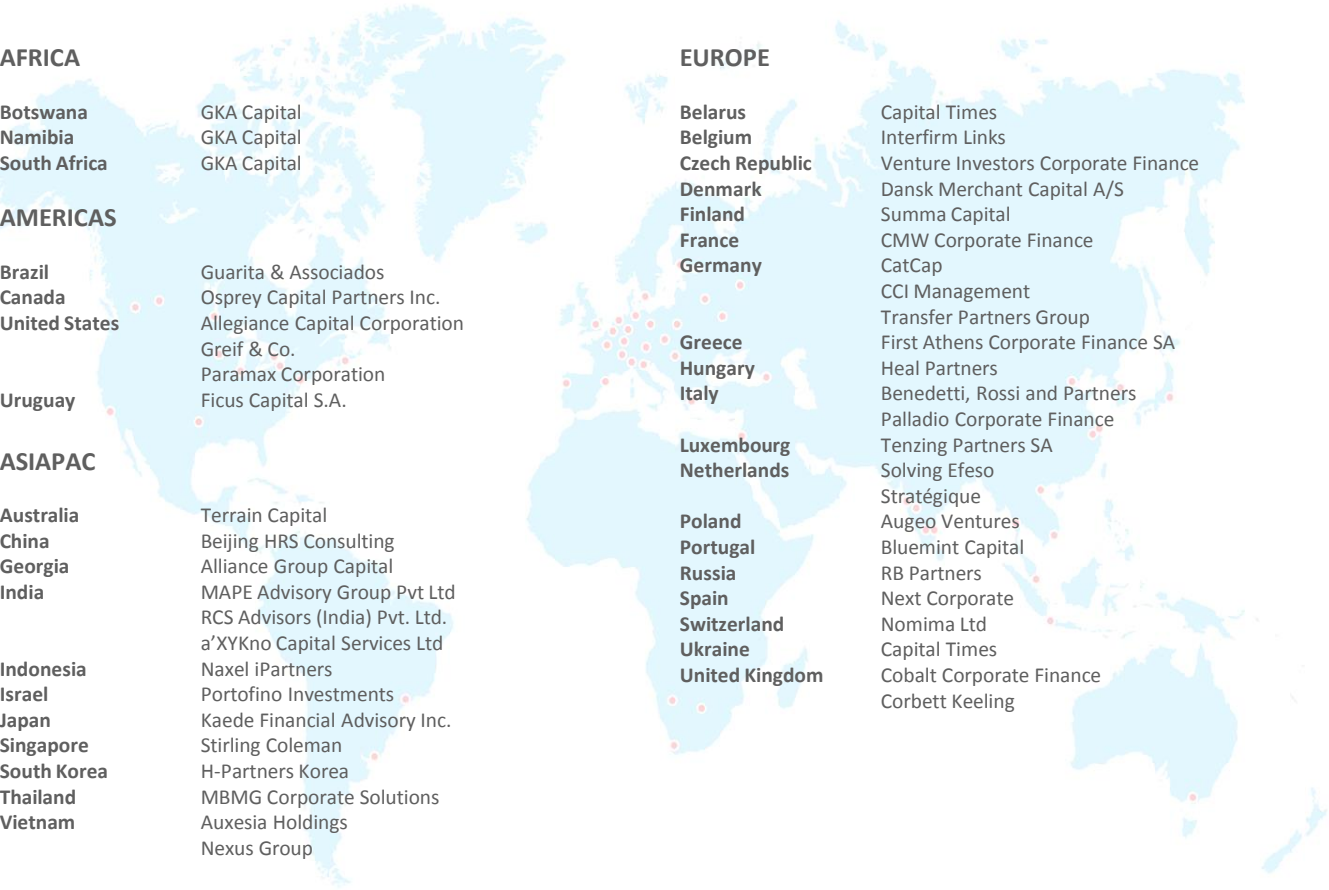 AFRICA
Botswana GKA Capital
Namibia GKA Capital
South Africa GKA Capital
AMERICAS
Brazil Guarita & Associados
Canada Osprey Capital Partners Inc.
United States Allegiance Capital Corporation
Greif & Co.
Paramax Corporation
Uruguay Ficus Capital S.A.
ASIAPAC
Australia Terrain Capital
China Beijing HRS Consulting
Georgia Alliance Group Capital
India MAPE Advisory Group Pvt Ltd
RCS Advisors (India) Pvt. Ltd.
a’XYKno Capital Services Ltd
Indonesia Naxel iPartners
Israel Portofino Investments
Japan Kaede Financial Advisory Inc.
Singapore Stirling Coleman
South Korea H-Partners Korea
Thailand MBMG Corporate Solutions
Vietnam Auxesia Holdings
Nexus Group
EUROPE
Belarus Capital Times
Belgium Interfirm Links
Czech Republic Venture Investors Corporate Finance
Denmark Dansk Merchant Capital A/S
Finland Summa Capital
France CMW Corporate Finance
Germany CatCap
CCI Management
Transfer Partners Group
Greece First Athens Corporate Finance SA
Hungary Heal Partners
Italy Benedetti, Rossi and Partners
Palladio Corporate Finance
Luxembourg Tenzing Partners SA
Netherlands Solving Efeso
Stratégique
Poland Augeo Ventures
Portugal Bluemint Capital
Russia RB Partners
Spain Next Corporate
Switzerland Nomima Ltd
Ukraine Capital Times
United Kingdom Cobalt Corporate Finance
Corbett Keeling